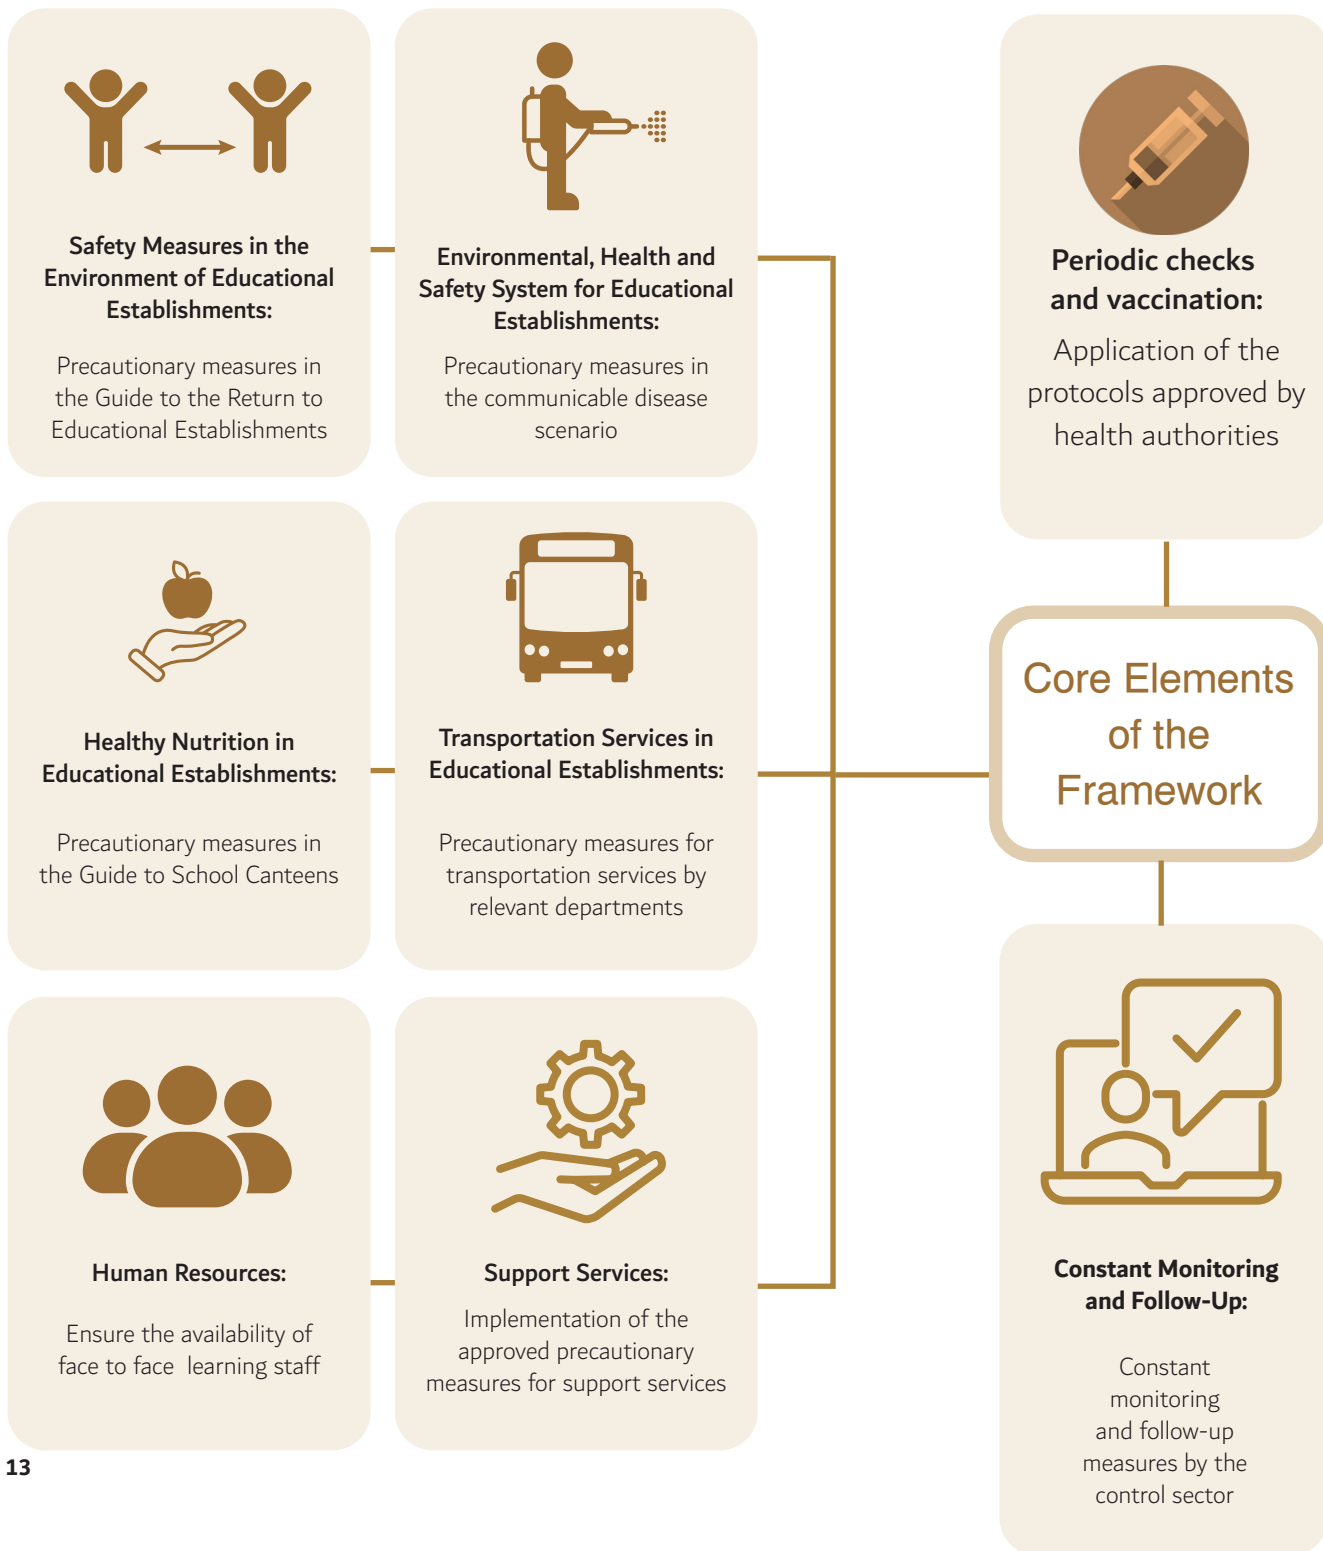 Safety Measures in the
Environment of Educational
Establishments:
Precautionary measures in
the Guide to the Return to
Educational Establishments
Environmental, Health and
Safety System for Educational
Establishments:
Precautionary measures in
the communicable disease
scenario
Periodic checks
and vaccination:
Application of the
protocols approved by
health authorities
Healthy Nutrition in
Educational Establishments:
Precautionary measures in
the Guide to School Canteens
Transportation Services in
Educational Establishments:
Precautionary measures for
transportation services by
relevant departments
Core Elements
of the
Framework
Human Resources:
Ensure the availability of
face to face  learning staff
Support Services:
Implementation of the
approved precautionary
measures for support services
Constant Monitoring
and Follow-Up:
Constant
monitoring
and follow-up
measures by the
control sector
13